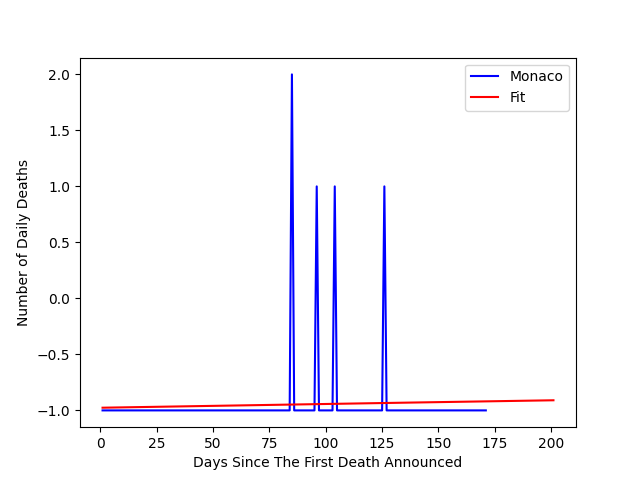 Monaco
Fit
2.0
1.5
1.0
0.5
0.0
−0.5
−1.0
Number of Daily Deaths
0 25 50 75 100 125 150 175 200
Days Since The First Death Announced